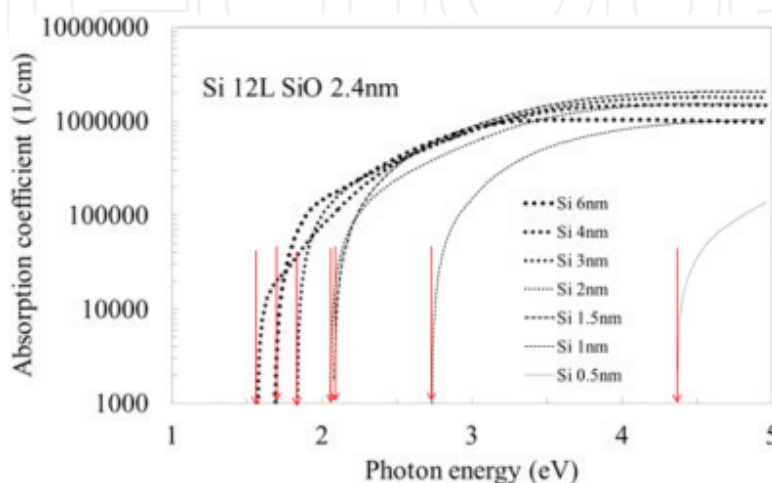 10000000
Si 12L SiO 2.4nm
1000000
100000
10000
1000
Absorption coefficient (1/cm)
Si 6nm
Si 4nm
Si 3nm
Si 2nm
Si 1.5nm
Si 1nm
Si 0.5nm
1 2 3 4 5
Photon energy (eV)